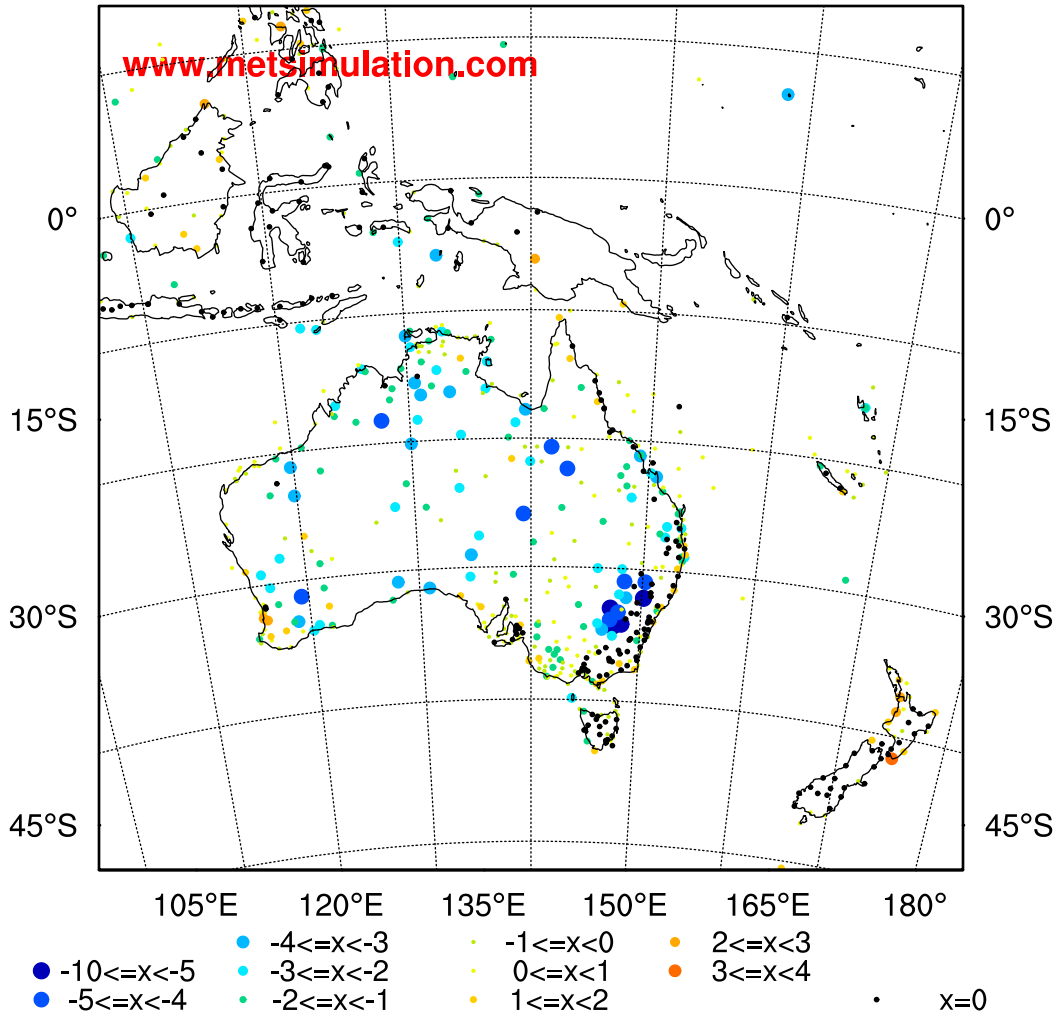 www.metsimulation.com
0° 0°
15°S 15°S
30°S 30°S
45°S 45°S
105°E 120°E 135°E 150°E 165°E 180°
-4<=x<-3 -1<=x<0 2<=x<3
-10<=x<-5 -3<=x<-2 0<=x<1 3<=x<4
-5<=x<-4 -2<=x<-1 1<=x<2 x=0